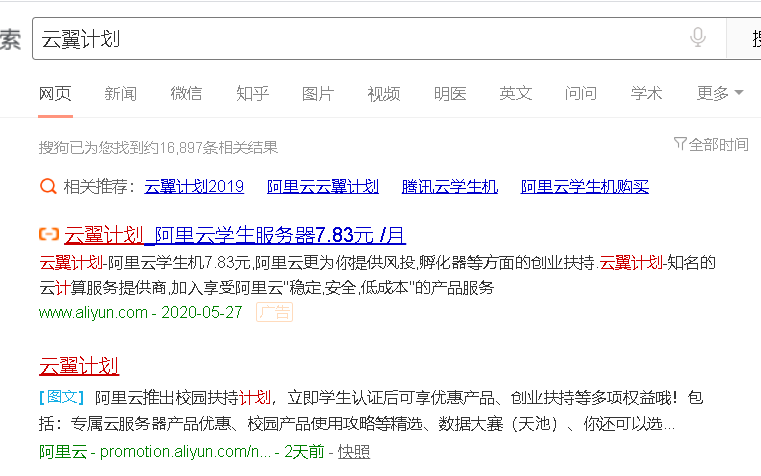 索 云翼计划 搜
网页 新闻 微信 知乎 图片 视频 明医 英文 问问 学术 更多
搜狗已为您找到约16,897条相关结果 全部时间
相关推荐: 云翼计划2019 阿里云云翼计划 腾讯云学生机 阿里云学生机购买
云翼计划_阿里云学生服务器7.83元 /月
云翼计划-阿里云学生机7.83元,阿里云更为你提供风投,孵化器等方面的创业扶持.云翼计划-知名的
云计算服务提供商,加入享受阿里云"稳定,安全,低成本"的产品服务
www.aliyun.com - 2020-05-27 广告
云翼计划
[图文] 阿里云推出校园扶持计划，立即学生认证后可享优惠产品、创业扶持等多项权益哦！包
括：专属云服务器产品优惠、校园产品使用攻略等精选、数据大赛（天池）、你还可以选...
阿里云 - promotion.aliyun.com/n... - 2天前 - 快照